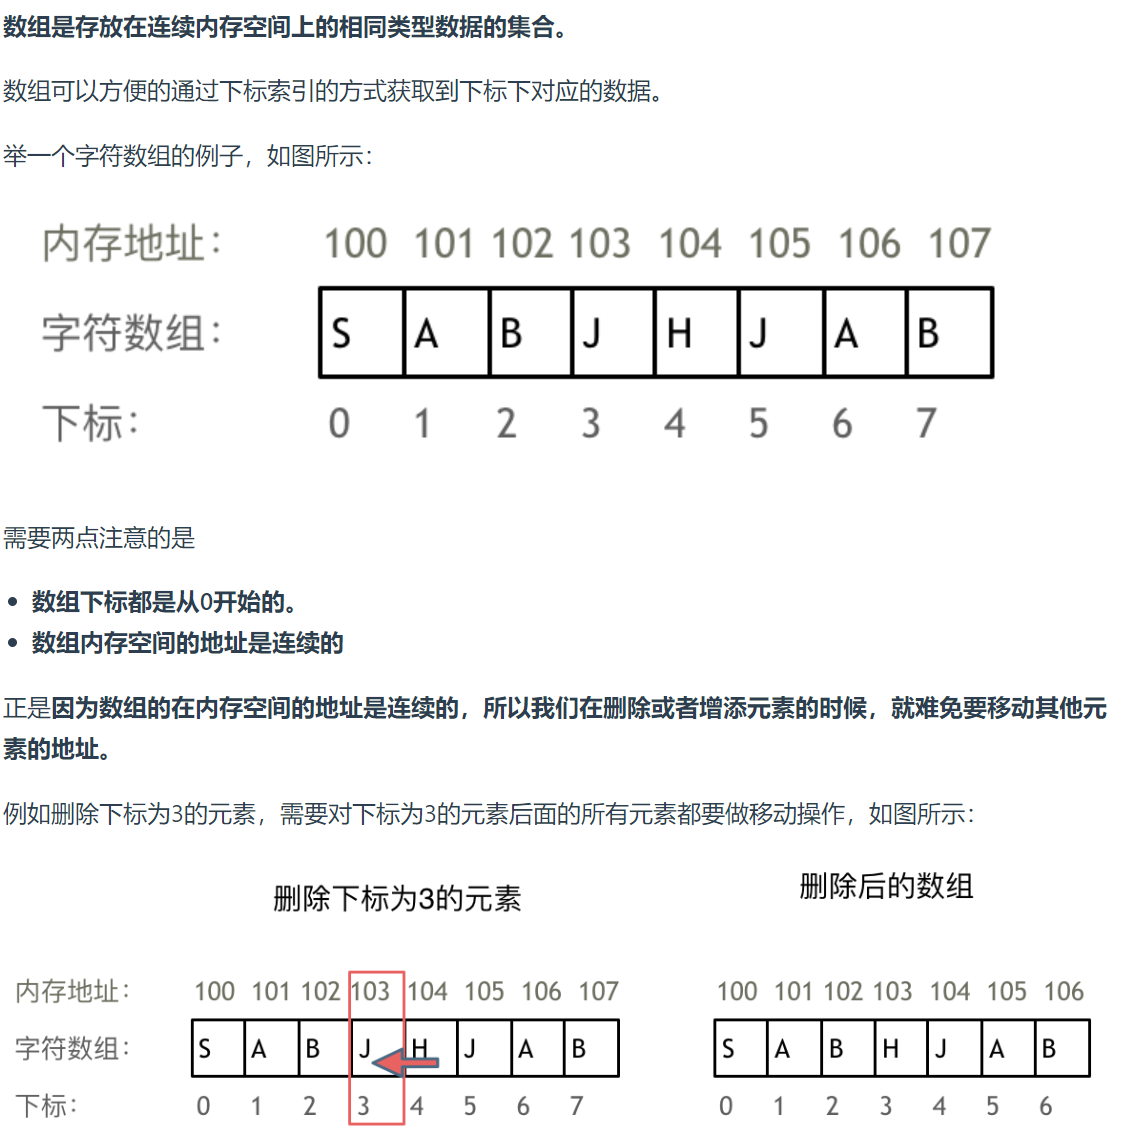 数组是存放在连续内存空间上的相同类型数据的集合。
数组可以方便的通过下标索引的方式获取到下标下对应的数据。
举一个字符数组的例子，如图所示：
内存地址： 100 101 102 103 104 105 106 107
字符数组： S A B J H J A B
下标： 0 1 2 3 4 5 6 7
需要两点注意的是
• 数组下标都是从0开始的。
• 数组内存空间的地址是连续的
正是因为数组的在内存空间的地址是连续的，所以我们在删除或者增添元素的时候，就难免要移动其他元
素的地址。
例如删除下标为3的元素，需要对下标为3的元素后面的所有元素都要做移动操作，如图所示：
删除下标为3的元素 删除后的数组
内存地址： 100 101 102 103 104 105 106 107 100 101 102 103 104 105 106
字符数组： S A B J H J A B S A B H J A B
下标： 0 1 2 3 4 5 6 7 0 1 2 3 4 5 6